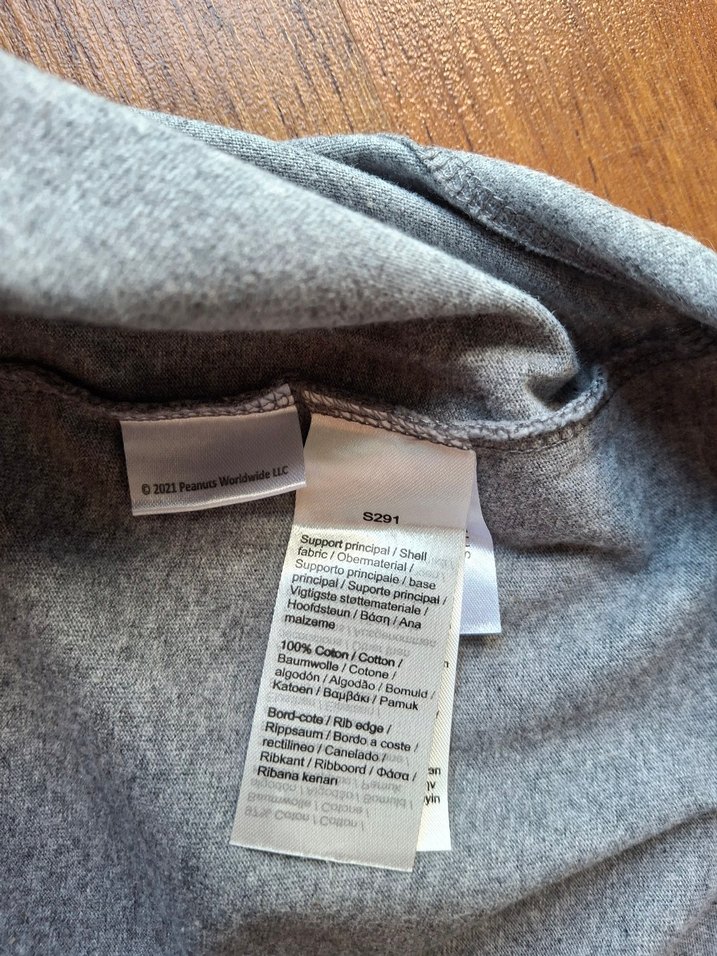 © 2021 Peanuts Worldwide LLC
S291
Support principal / Shell
fabric / Obermaterial /
Supporto principale / base
principal / Suporte principal /
Vigtigste støttemateriale /
Hoofdsteun / Βάση / Ana
malzeme
100% Coton / Cotton /
Baumwolle / Cotone /
algodón / Algodão / Bomuld /
Katoen / Βαμβάκι / Pamuk
Bord-cote / Rib edge /
Rippsaum / Bordo a coste /
rectilíneo / Canelado /
Ribkant / Ribboord / Φάσα /
Ribana kenarı